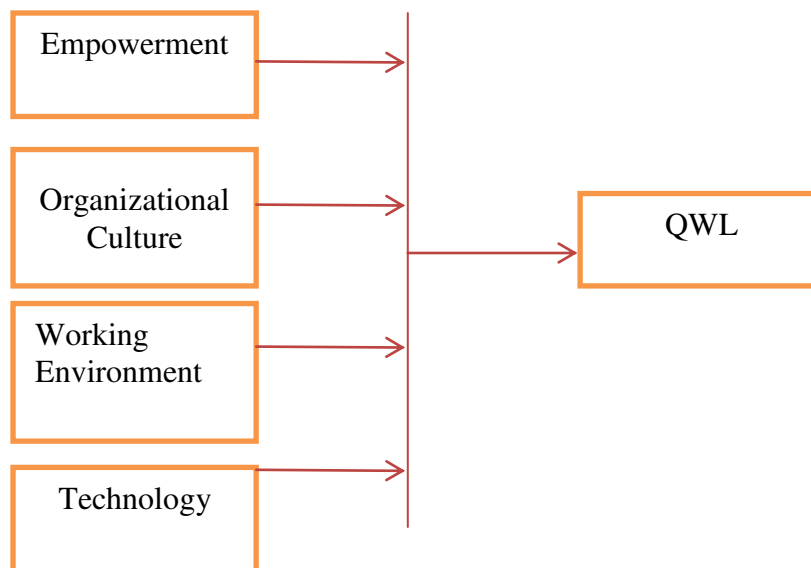 Empowerment
Organizational
Culture
Working
Environment
Technology
QWL